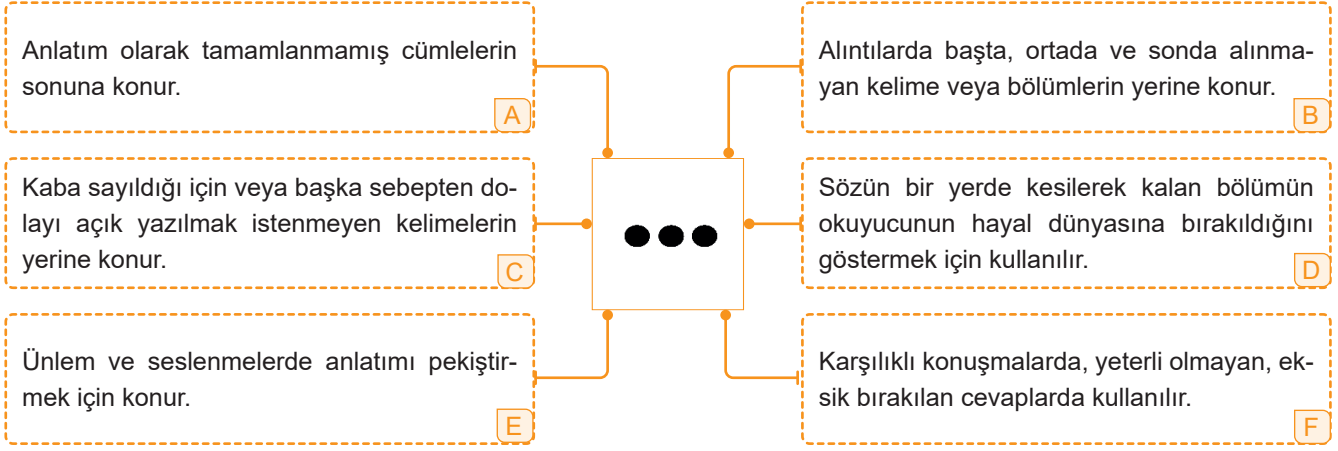 Anlatım olarak tamamlanmamış cümlelerin
sonuna konur.
A
Alıntılarda başta, ortada ve sonda alınma-
yan kelime veya bölümlerin yerine konur.
B
Kaba sayıldığı için veya başka sebepten do-
layı açık yazılmak istenmeyen kelimelerin
yerine konur.
C
Sözün bir yerde kesilerek kalan bölümün
okuyucunun hayal dünyasına bırakıldığını
göstermek için kullanılır.
D
Ünlem ve seslenmelerde anlatımı pekiştir-
mek için konur.
E
Karşılıklı konuşmalarda, yeterli olmayan, ek-
sik bırakılan cevaplarda kullanılır.
F
...